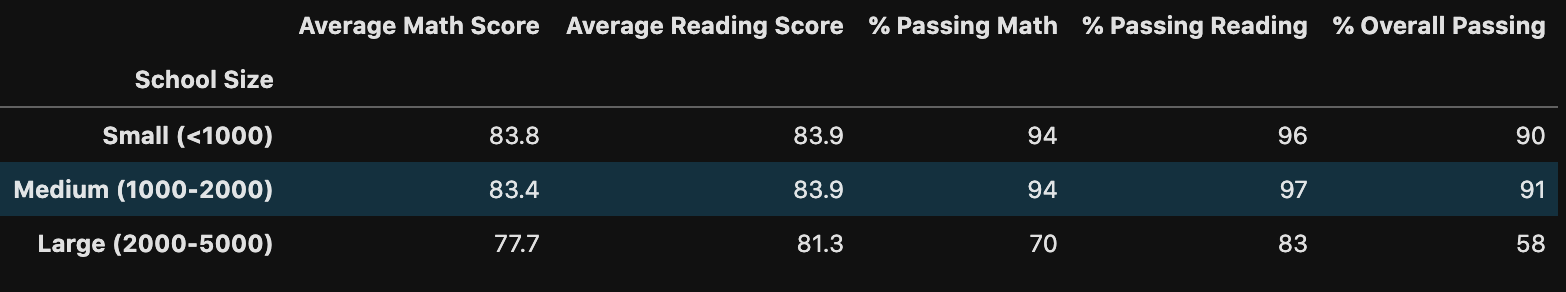 Average Math Score Average Reading Score % Passing Math % Passing Reading % Overall Passing
School Size
Small (<1000) 83.8 83.9 94 96 90
Medium (1000-2000) 83.4 83.9 94 97 91
Large (2000-5000) 77.7 81.3 70 83 58